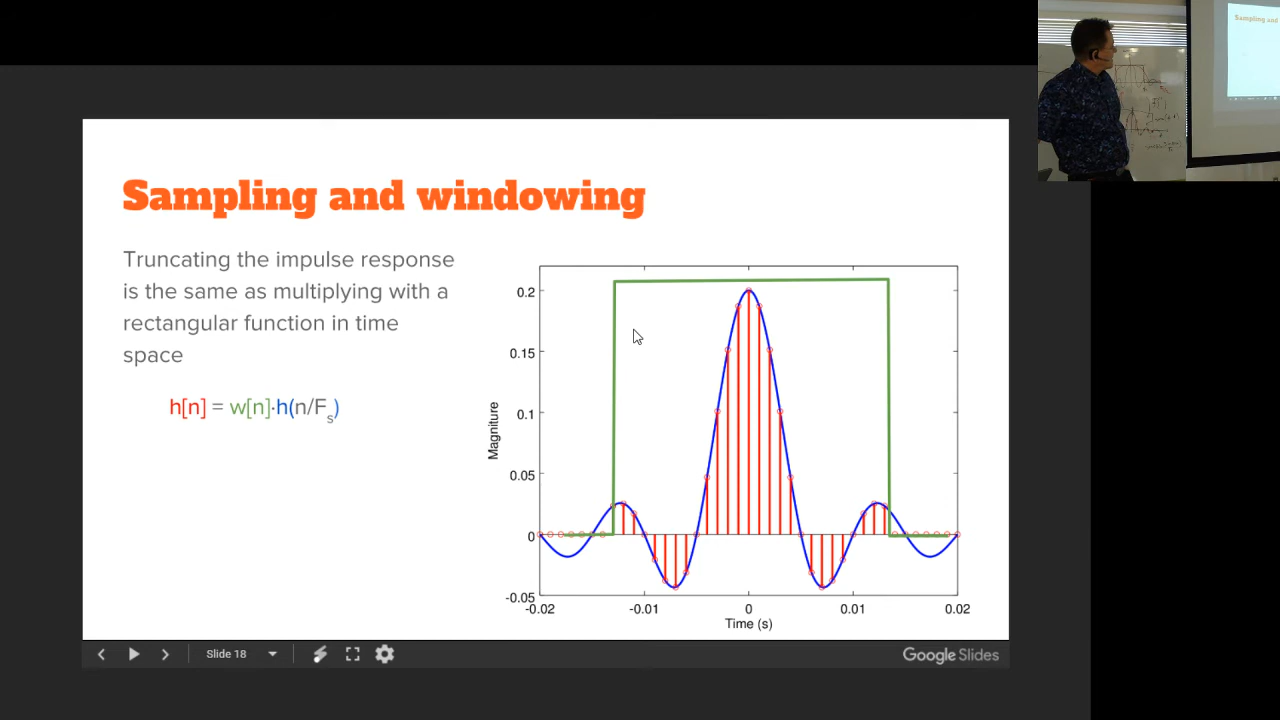 Sampling and
Sampling and windowing
Truncating the impulse response
is the same as multiplying with a
rectangular function in time
space
h[n] = w[n]·h(n/Fs)
0.2
0.15
0.1
0.05
0
-0.05
-0.02
-0.01
0
0.01
0.02
Magniture
Time (s)
Slide 18
Google Slides